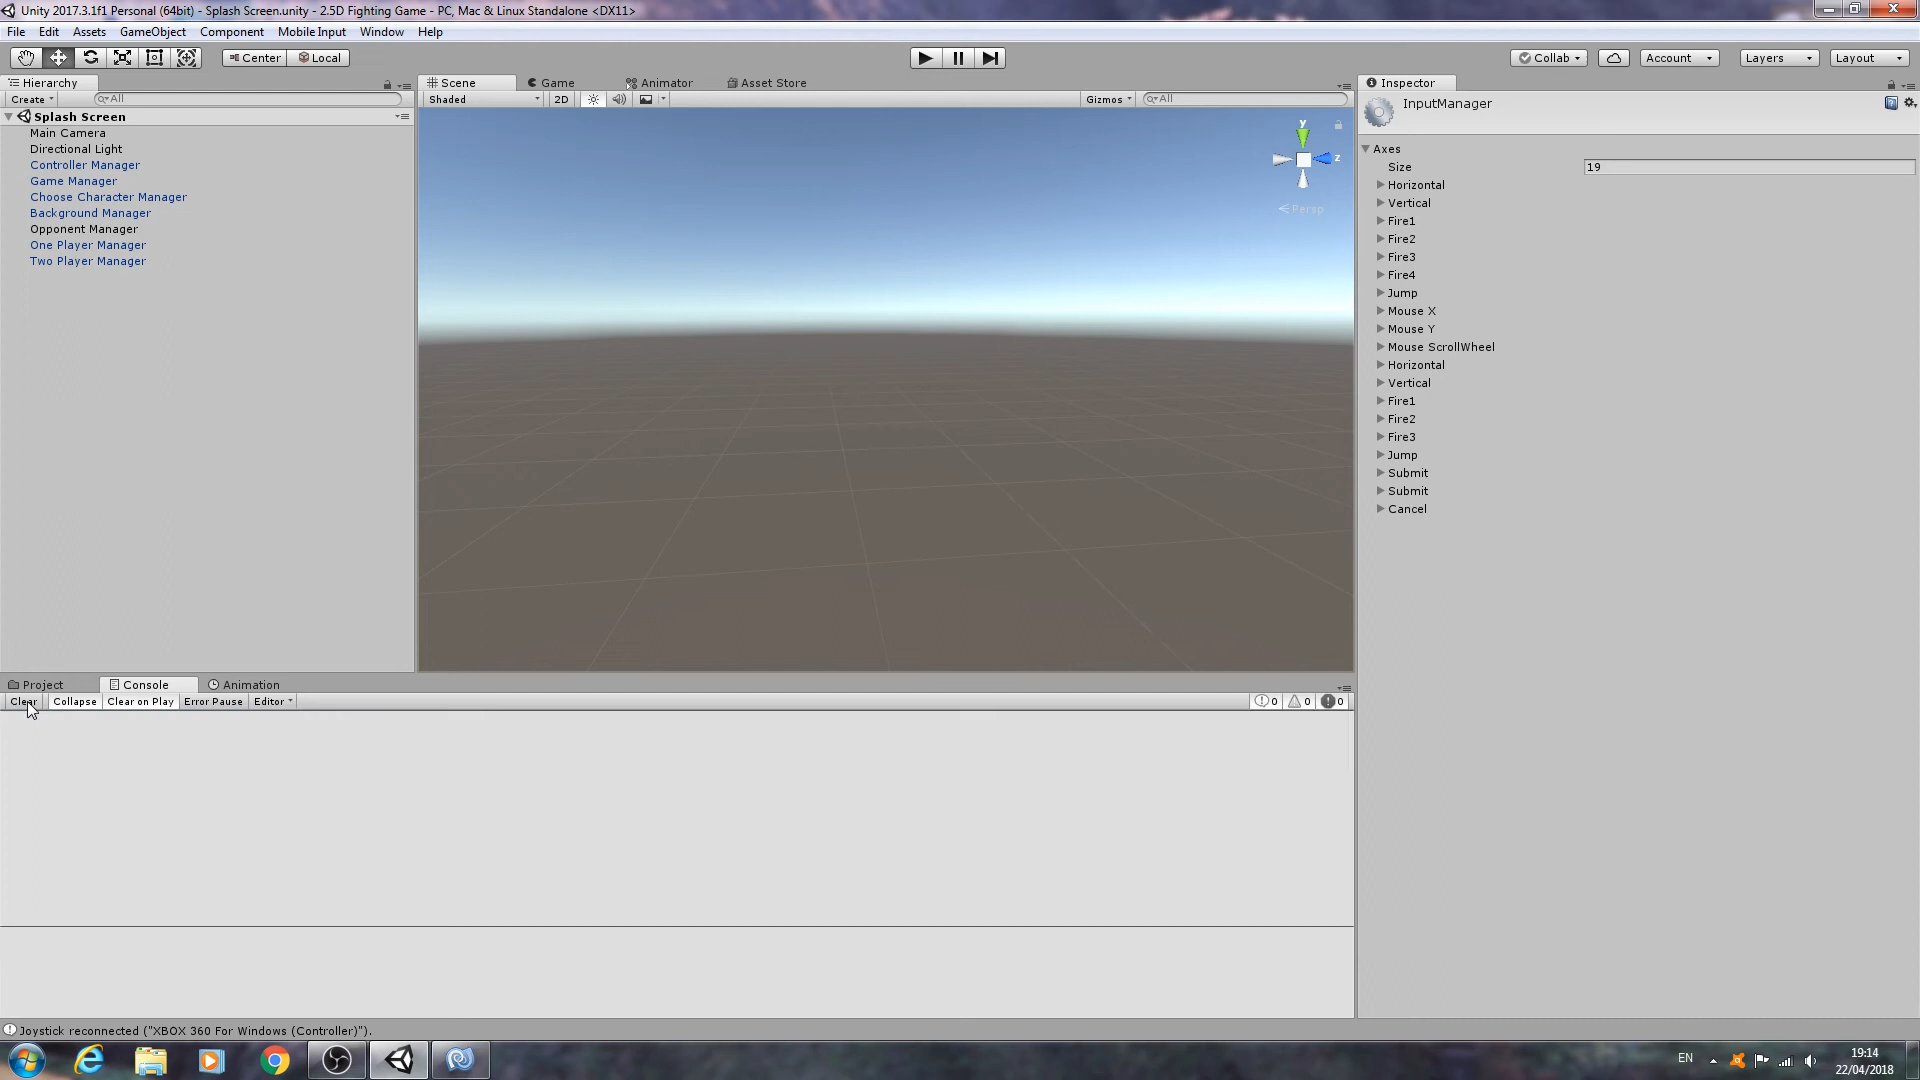 Unity 2017.3.1f1 Personal (64bit) - Splash Screen.unity - 2.5D Fighting Game - PC, Mac & Linux Standalone <DX11>
File Edit Assets GameObject Component Mobile Input Window Help
Center Local Collab Account Layers Layout
Hierarchy
Create All
Splash Screen
Main Camera
Directional Light
Controller Manager
Game Manager
Choose Character Manager
Background Manager
Opponent Manager
One Player Manager
Two Player Manager
Scene Game Animator Asset Store
Shaded 2D Gizmos All
y
z
Persp
Inspector
InputManager
Axes
Size 19
Horizontal
Vertical
Fire1
Fire2
Fire3
Fire4
Jump
Mouse X
Mouse Y
Mouse ScrollWheel
Horizontal
Vertical
Fire1
Fire2
Fire3
Jump
Submit
Submit
Cancel
Project Console Animation
Clear Collapse Clear on Play Error Pause Editor 0 0 0
Joystick reconnected ("XBOX 360 For Windows (Controller)").
EN 19:14
22/04/2018